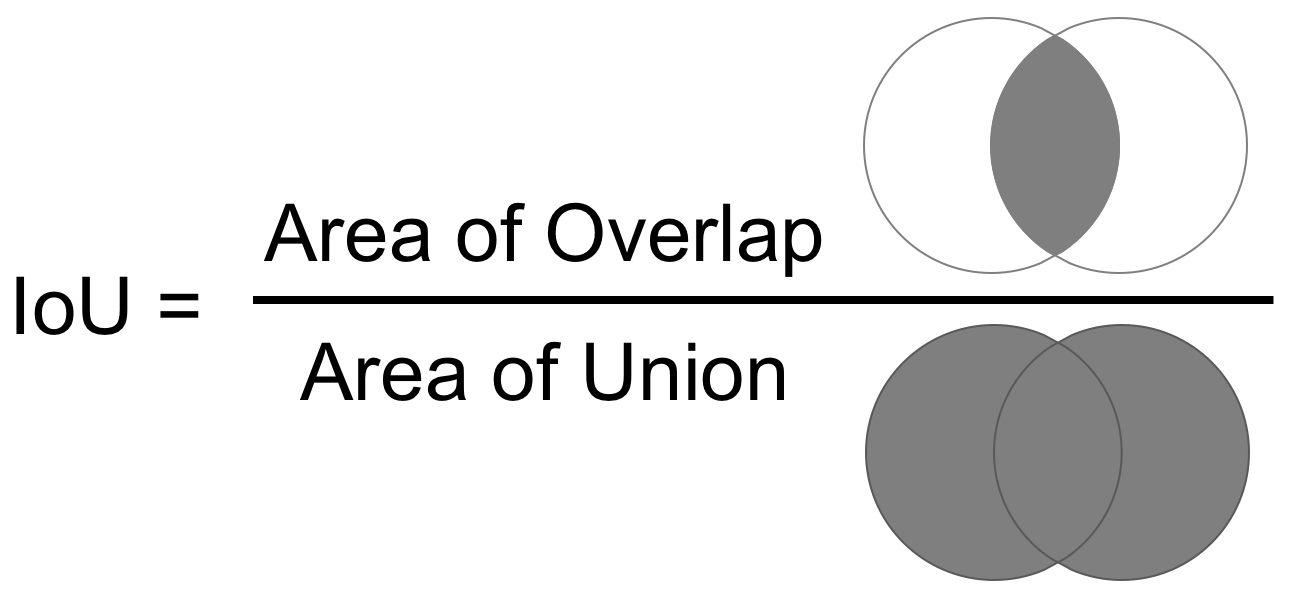 IoU =
Area of Overlap
Area of Union